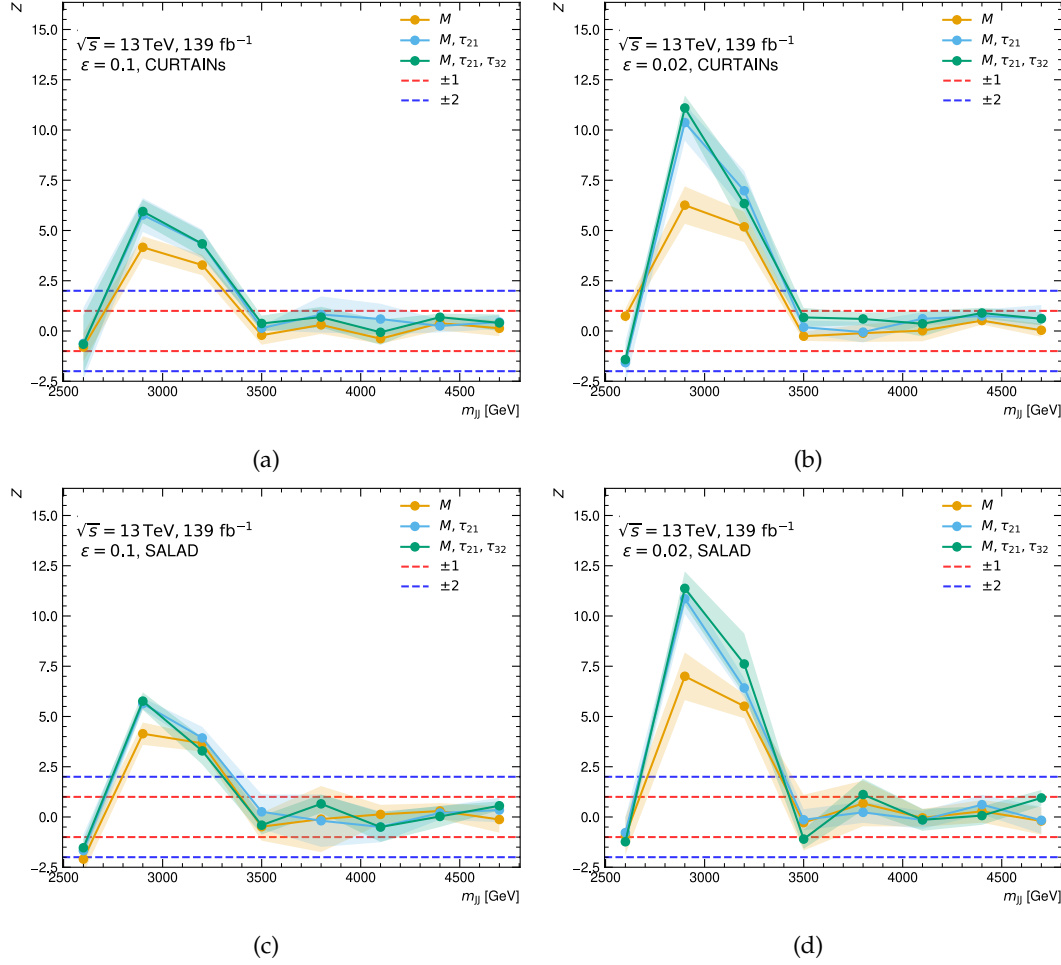 Z
16
15.0
12.5
10.0
7.5
5.0
2.5
0.0
−2.5
2500 3000 3500 4000 4500
m_JJ [GeV]
√s = 13 TeV, 139 fb⁻¹
ε = 0.1, CURTAINs
M
M, τ₂₁
M, τ₂₁, τ₃₂
±1
±2
(a)
Z
15.0
12.5
10.0
7.5
5.0
2.5
0.0
−2.5
2500 3000 3500 4000 4500
m_JJ [GeV]
√s = 13 TeV, 139 fb⁻¹
ε = 0.02, CURTAINs
M
M, τ₂₁
M, τ₂₁, τ₃₂
±1
±2
(b)
Z
15.0
12.5
10.0
7.5
5.0
2.5
0.0
−2.5
2500 3000 3500 4000 4500
m_JJ [GeV]
√s = 13 TeV, 139 fb⁻¹
ε = 0.1, SALAD
M
M, τ₂₁
M, τ₂₁, τ₃₂
±1
±2
(c)
Z
15.0
12.5
10.0
7.5
5.0
2.5
0.0
−2.5
2500 3000 3500 4000 4500
m_JJ [GeV]
√s = 13 TeV, 139 fb⁻¹
ε = 0.02, SALAD
M
M, τ₂₁
M, τ₂₁, τ₃₂
±1
±2
(d)